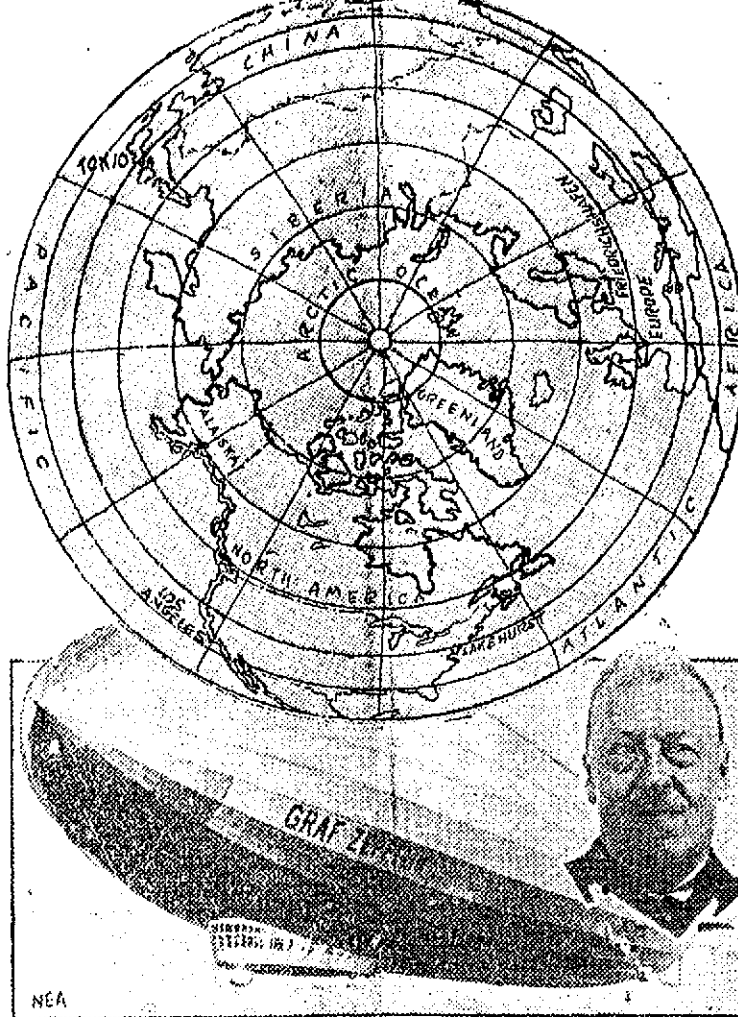 CHINA
TOKIO
SIBERIA
ARCTIC OCEAN
FRIEDRICHSHAFEN
EUROPE
AFRICA
PACIFIC
ALASKA
GREENLAND
NORTH AMERICA
LOS
ANGELES
LAKEHURST
ATLANTIC
GRAF ZEPPELIN
NEA